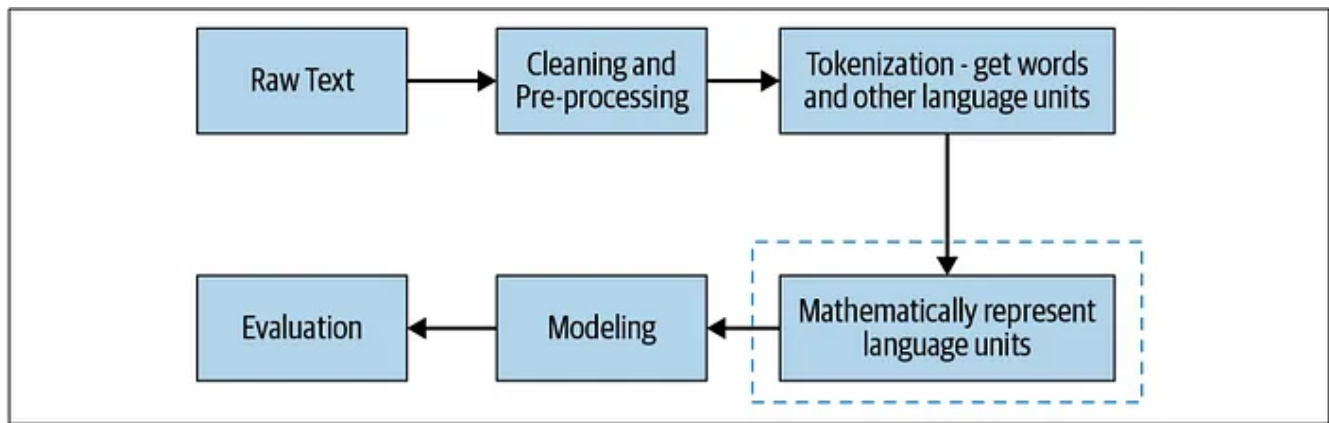 Raw Text
Cleaning and
Pre-processing
Tokenization - get words
and other language units
Mathematically represent
language units
Modeling
Evaluation